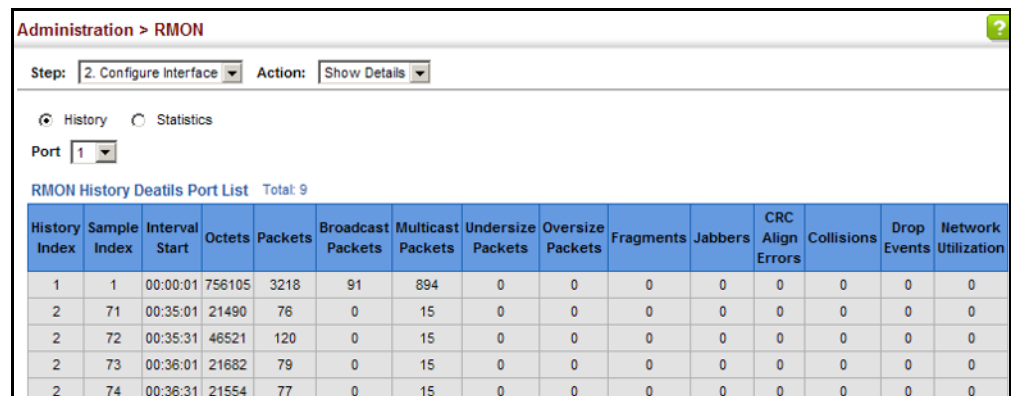 Administration > RMON ?
Step: 2. Configure Interface Action: Show Details
History Statistics
Port 1
RMON History Deatils Port List Total: 9
History Index Sample Index Interval Start Octets Packets Broadcast Packets Multicast Packets Undersize Packets Oversize Packets Fragments Jabbers CRC Align Errors Collisions Drop Events Network Utilization
1 1 00:00:01 756105 3218 91 894 0 0 0 0 0 0 0 0
2 71 00:35:01 21490 76 0 15 0 0 0 0 0 0 0 0
2 72 00:35:31 46521 120 0 15 0 0 0 0 0 0 0 0
2 73 00:36:01 21682 79 0 15 0 0 0 0 0 0 0 0
2 74 00:36:31 21554 77 0 15 0 0 0 0 0 0 0 0